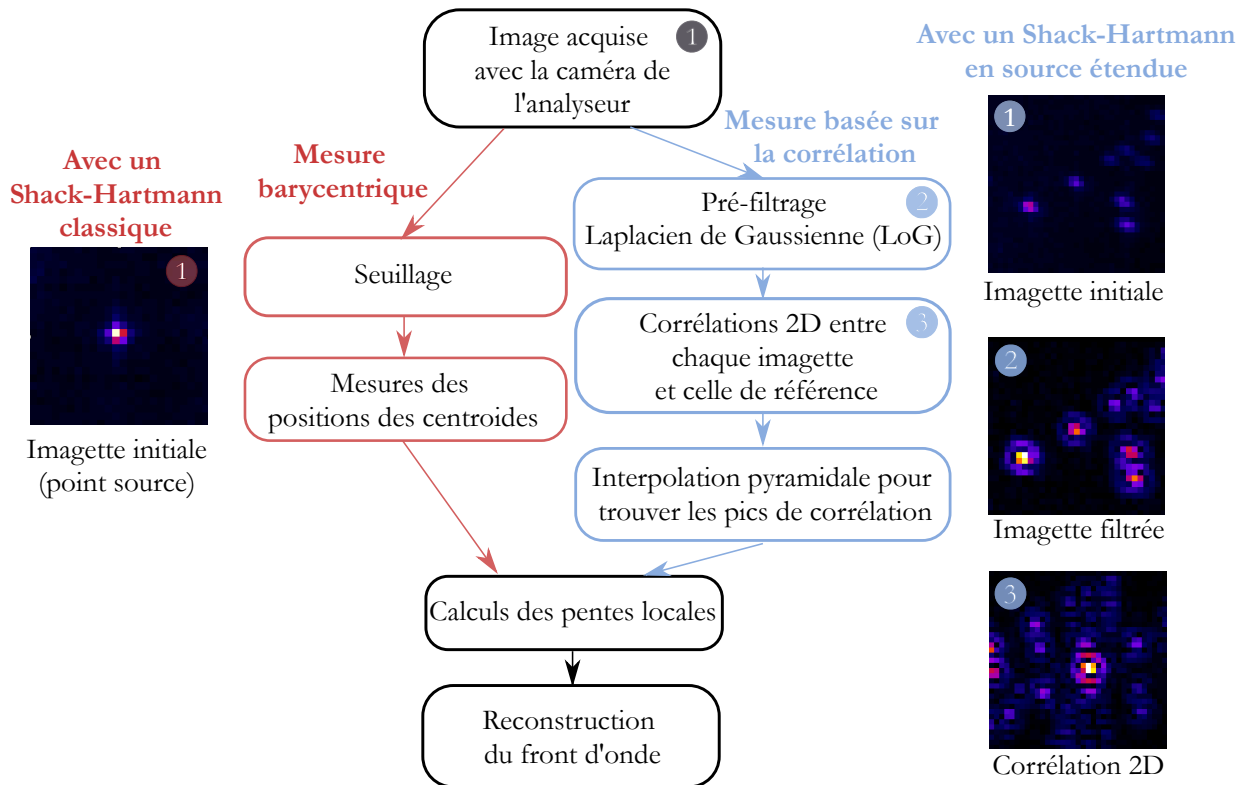 Image acquise
avec la caméra de
l'analyseur
1
Avec un
Shack-Hartmann
classique
1
Imagette initiale
(point source)
Mesure
barycentrique
Seuillage
Mesures des
positions des centroides
Mesure basée sur
la corrélation
Pré-filtrage
Laplacien de Gaussienne (LoG)
2
Corrélations 2D entre
chaque imagette
et celle de référence
3
Interpolation pyramidale pour
trouver les pics de corrélation
Calculs des pentes locales
Reconstruction
du front d'onde
Avec un Shack-Hartmann
en source étendue
1
Imagette initiale
2
Imagette filtrée
3
Corrélation 2D